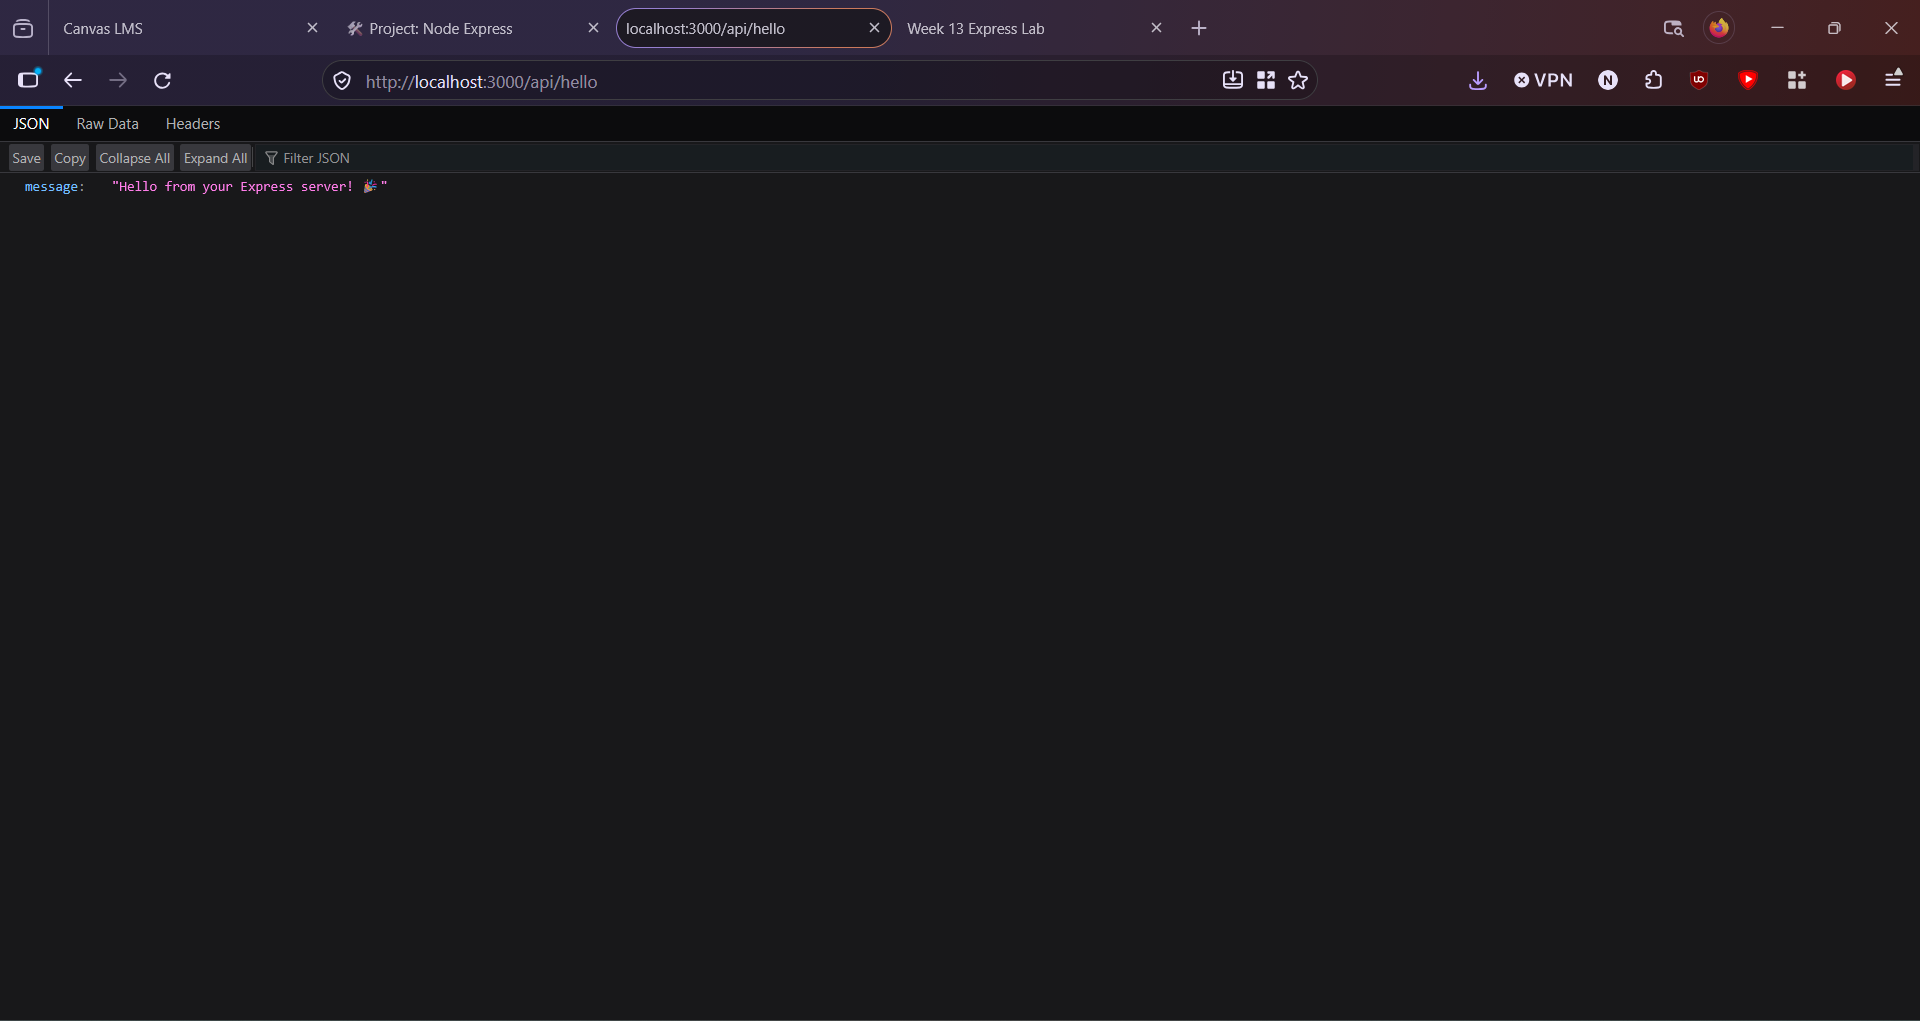 Canvas LMS
🛠️ Project: Node Express
localhost:3000/api/hello
Week 13 Express Lab
http://localhost:3000/api/hello
VPN
N
JSON Raw Data Headers
Save Copy Collapse All Expand All Filter JSON
message: "Hello from your Express server! 🎉"